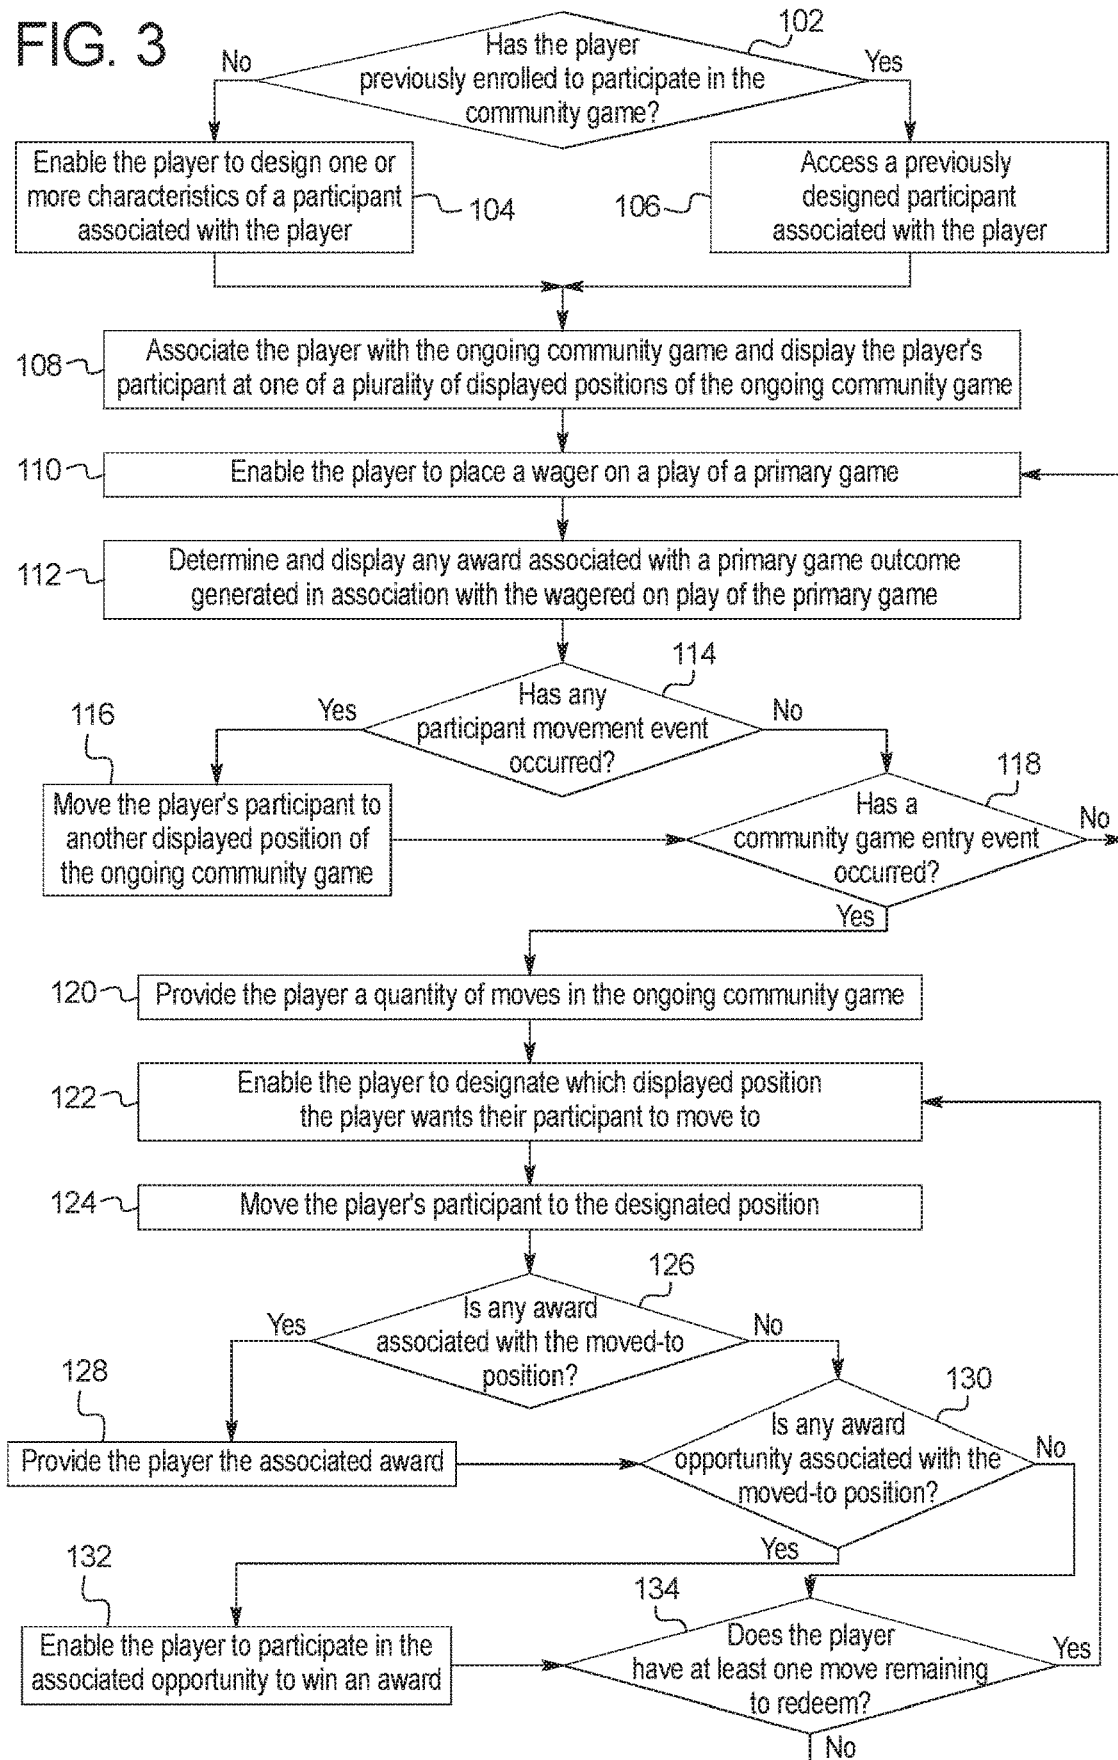 FIG. 3
102
Has the player
previously enrolled to participate in the
community game?
No
Yes
Enable the player to design one or
more characteristics of a participant
associated with the player
104
106
Access a previously
designed participant
associated with the player
108
Associate the player with the ongoing community game and display the player's
participant at one of a plurality of displayed positions of the ongoing community game
110
Enable the player to place a wager on a play of a primary game
112
Determine and display any award associated with a primary game outcome
generated in association with the wagered on play of the primary game
114
Has any
participant movement event
occurred?
Yes
No
116
Move the player's participant to
another displayed position of
the ongoing community game
118
Has a
community game entry event
occurred?
No
Yes
120
Provide the player a quantity of moves in the ongoing community game
122
Enable the player to designate which displayed position
the player wants their participant to move to
124
Move the player's participant to the designated position
126
Is any award
associated with the moved-to
position?
Yes
No
128
Provide the player the associated award
130
Is any award
opportunity associated with the
moved-to position?
No
Yes
132
Enable the player to participate in the
associated opportunity to win an award
134
Does the player
have at least one move remaining
to redeem?
Yes
No